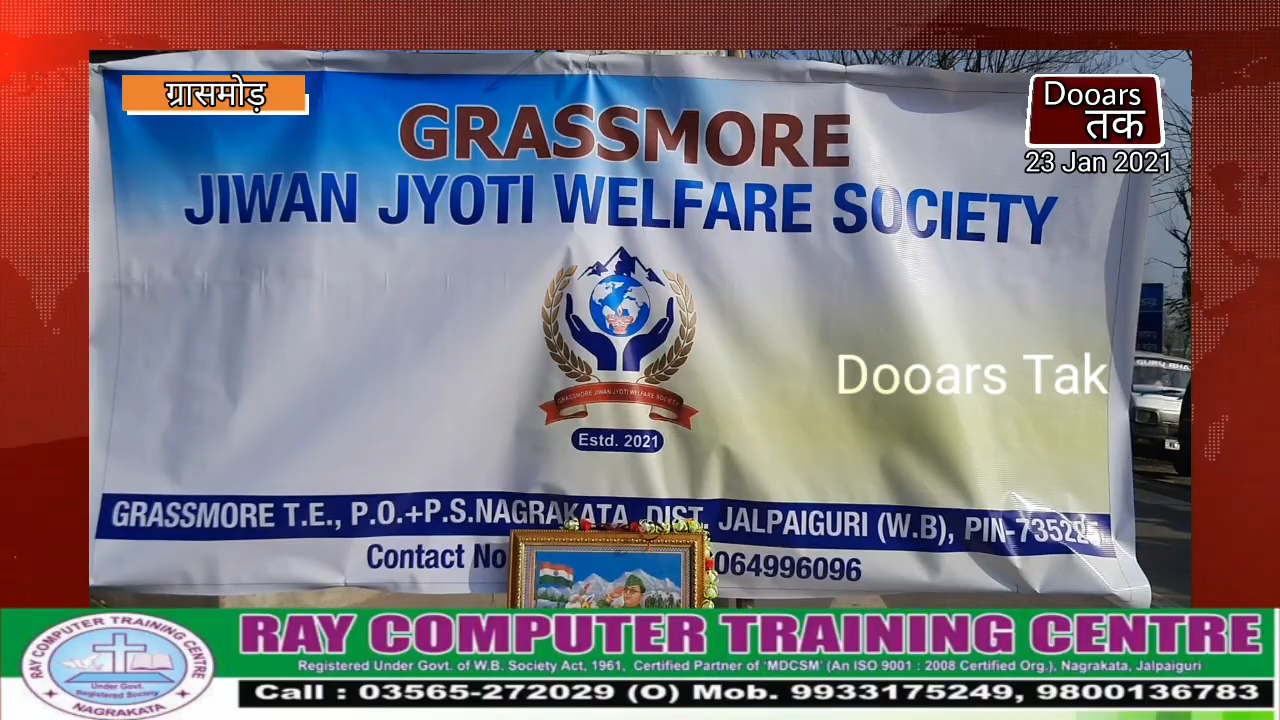 ग्रासमोड़
Dooars
तक
23 Jan 2021
GRASSMORE
JIWAN JYOTI WELFARE SOCIETY
GRASSMORE JIWAN JYOTI WELFARE SOCIETY
Estd. 2021
Dooars Tak
GURU BHA
GRASSMORE T.E., P.O.+P.S.NAGRAKATA, DIST. JALPAIGURI (W.B), PIN-735225
Contact No 064996096
RAY COMPUTER TRAINING CENTRE
Under Govt.
Registered Society
NAGRAKATA
RAY COMPUTER TRAINING CENTRE
Registered Under Govt. of W.B. Society Act, 1961, Certified Partner of 'MDCSM' (An ISO 9001 : 2008 Certified Org.), Nagrakata, Jalpaiguri
Call : 03565-272029 (O) Mob. 9933175249, 9800136783